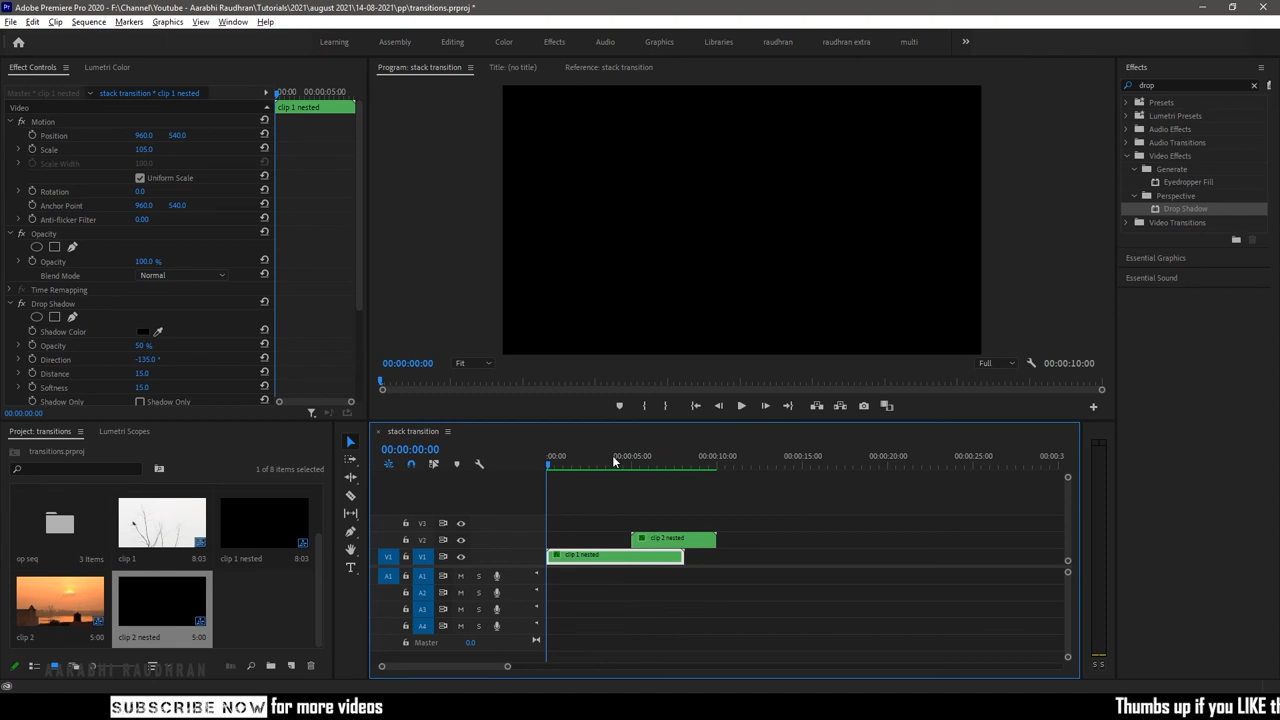 Adobe Premiere Pro 2020 - F:\Channel\Youtube - Aarabhi Raudhran\Tutorials\2021\august 2021\14-08-2021\pp\transitions.prproj *
File Edit Clip Sequence Markers Graphics View Window Help
Learning Assembly Editing Color Effects Audio Graphics Libraries raudhran raudhran extra multi
Effect Controls Lumetri Color
Master * clip 1 nested stack transition * clip 1 nested
:00:00 00:00:05:00
Video
clip 1 nested
Motion
Position 960.0 540.0
Scale 105.0
Scale Width 100.0
Uniform Scale
Rotation 0.0
Anchor Point 960.0 540.0
Anti-flicker Filter 0.00
Opacity
Opacity 100.0 %
Blend Mode Normal
Time Remapping
Drop Shadow
Shadow Color
Opacity 50 %
Direction -135.0 °
Distance 15.0
Softness 15.0
Shadow Only Shadow Only
00:00:00:00
Program: stack transition Title: (no title) Reference: stack transition
00:00:00:00 Fit Full 00:00:10:00
Effects
drop
Presets
Lumetri Presets
Audio Effects
Audio Transitions
Video Effects
Generate
Eyedropper Fill
Perspective
Drop Shadow
Video Transitions
Essential Graphics
Essential Sound
Project: transitions Lumetri Scopes
transitions.prproj
1 of 8 items selected
op seq 3 Items
clip 1 8:03
clip 1 nested 8:03
clip 2 5:00
clip 2 nested 5:00
AARABHI RAUDHRAN
stack transition
00:00:00:00
:00:00 00:00:05:00 00:00:10:00 00:00:15:00 00:00:20:00 00:00:25:00 00:00:3
V3
V2 clip 2 nested
V1 V1 clip 1 nested
A1 A1 M S
A2 M S
A3 M S
A4 M S
Master 0.0
S S
SUBSCRIBE NOW for more videos
Thumbs up if you LIKE th